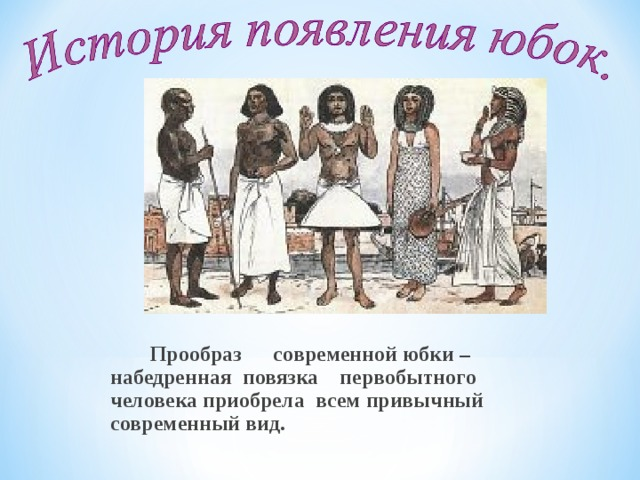 История появления юбок.
Прообраз современной юбки –
набедренная повязка первобытного
человека приобрела всем привычный
современный вид.